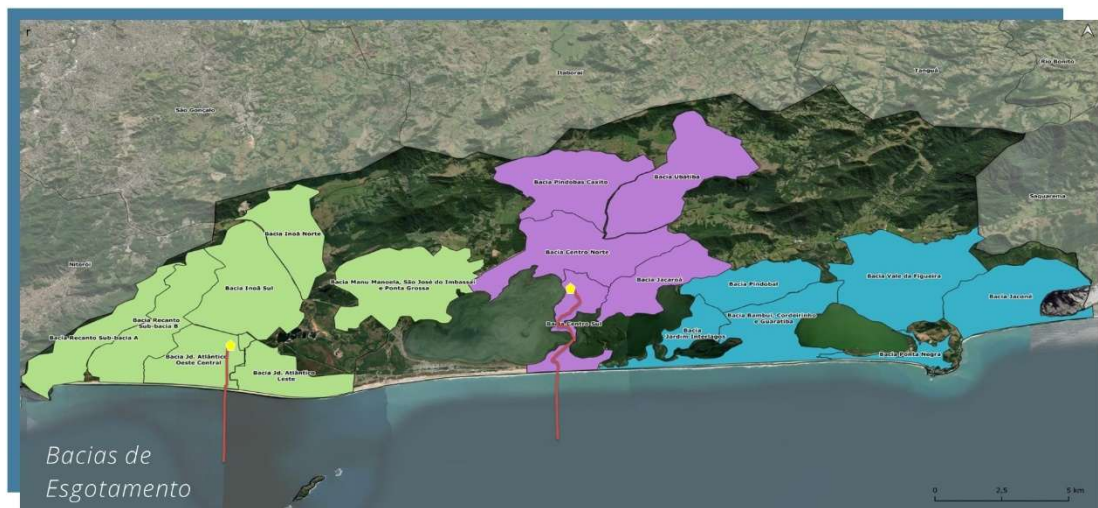 r
Itaboraí
Tanguá
Rio Bonito
São Gonçalo
Saquarema
Niterói
Bacia Pindobas Caxito
Bacia Ubatiba
Bacia Inoã Norte
Bacia Centro Norte
Bacia Manu Manoela, São José do Imbassaí
e Ponta Grossa
Bacia Jacaroá
Bacia Vale da Figueira
Bacia Pindobal
Bacia Inoã Sul
Bacia Jaconé
Bacia Recanto
Sub-bacia B
Bacia Recanto Sub-bacia A
Bacia Centro Sul
Bacia Bambuí, Cordeirinho
e Guaratiba
Bacia
Jardim Interlagos
Bacia Jd. Atlântico
Oeste Central
Bacia Jd. Atlântico
Leste
Bacia Ponta Negra
Bacias de
Esgotamento
0 2,5 5 km